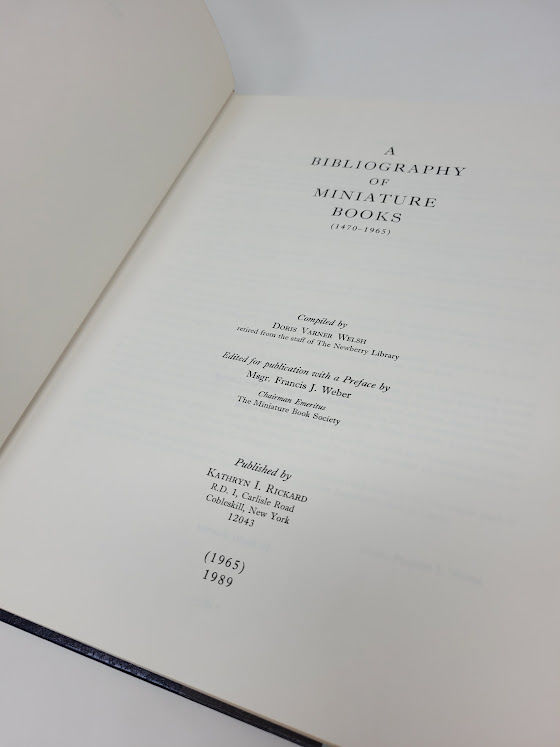 A
BIBLIOGRAPHY
OF
MINIATURE
BOOKS
(1470–1965)
Compiled by
Doris Varner Welsh
retired from the staff of The Newberry Library
Edited for publication with a Preface by
Msgr. Francis J. Weber
Chairman Emeritus
The Miniature Book Society
Published by
Kathryn I. Rickard
R.D. 1, Carlisle Road
Cobleskill, New York
12043
(1965)
1989